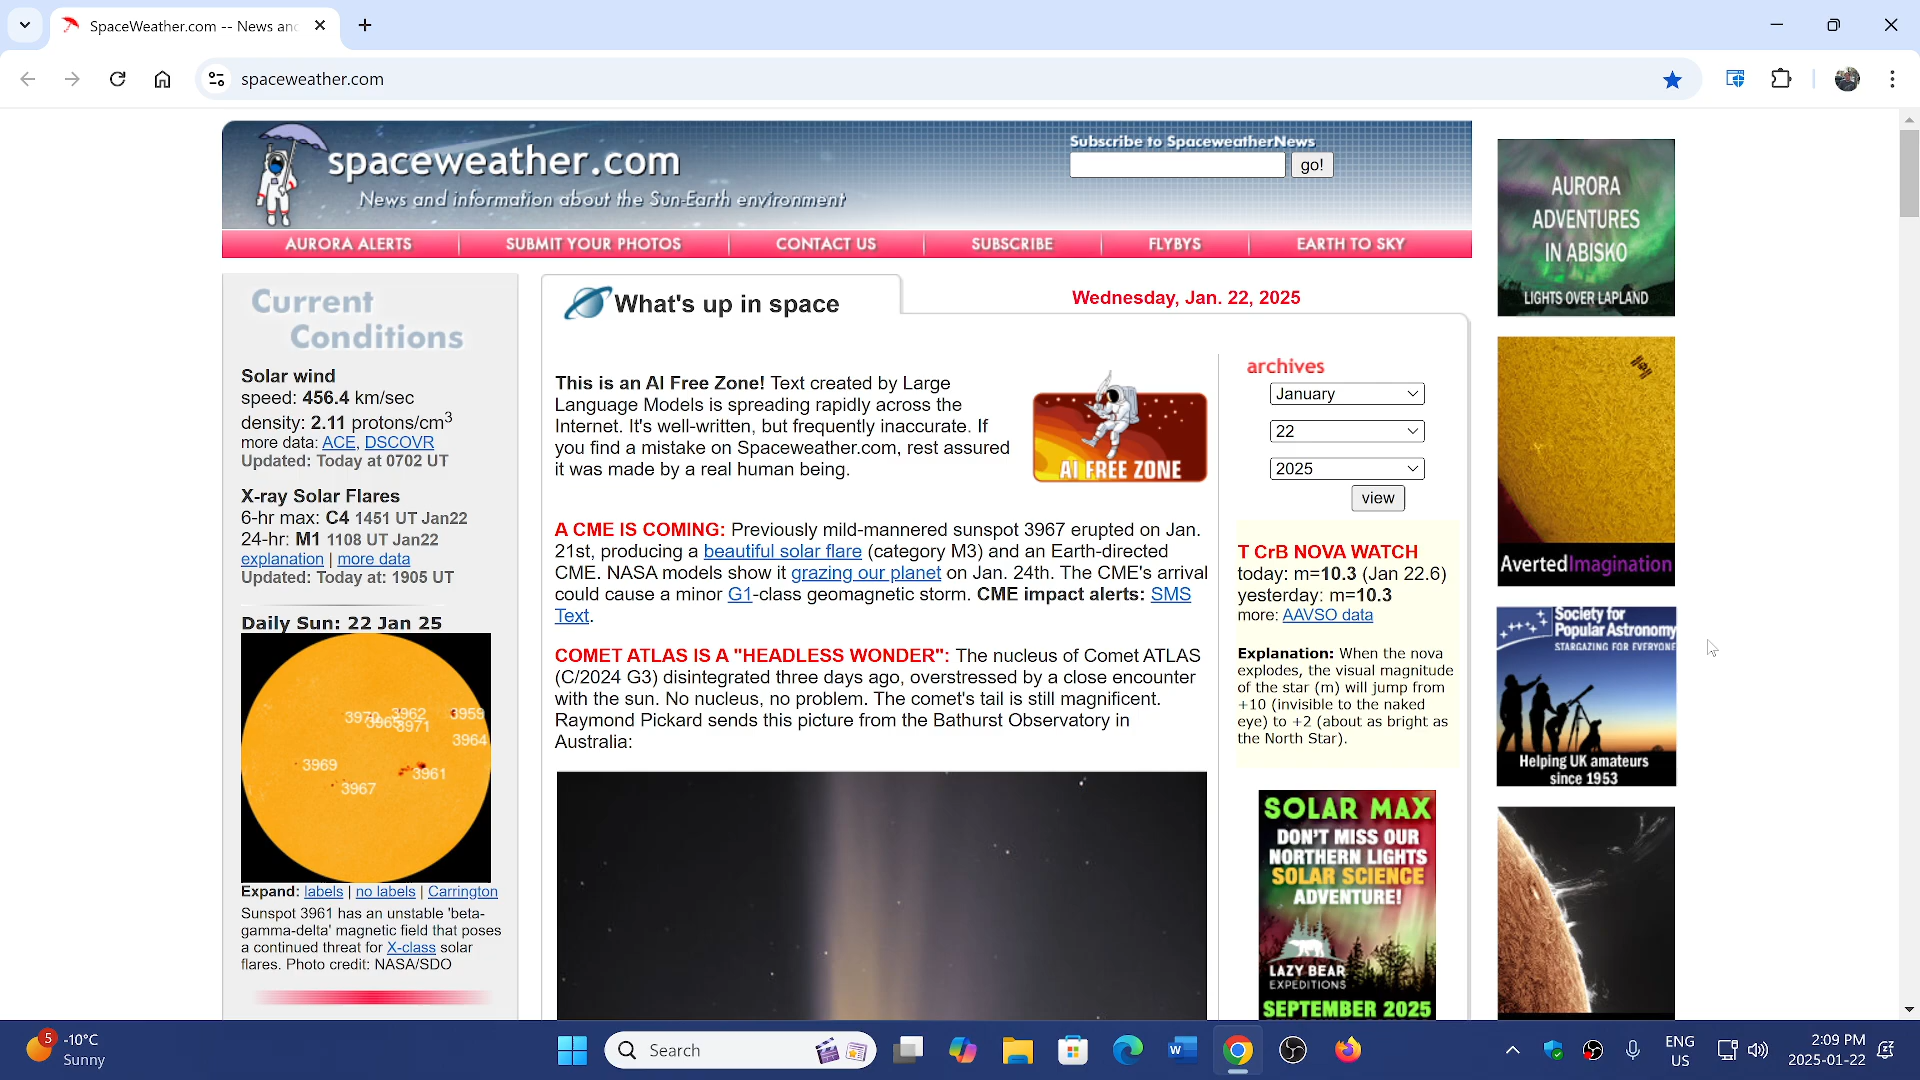 SpaceWeather.com -- News an
spaceweather.com
spaceweather.com
News and information about the Sun-Earth environment
Subscribe to SpaceweatherNews
go!
AURORA ALERTS
SUBMIT YOUR PHOTOS
CONTACT US
SUBSCRIBE
FLYBYS
EARTH TO SKY
Current
Conditions
Solar wind
speed: 456.4 km/sec
density: 2.11 protons/cm3
more data: ACE, DSCOVR
Updated: Today at 0702 UT
X-ray Solar Flares
6-hr max: C4 1451 UT Jan22
24-hr: M1 1108 UT Jan22
explanation | more data
Updated: Today at: 1905 UT
Daily Sun: 22 Jan 25
3970
3962
3959
3971
3964
3969
3961
3967
Expand: labels | no labels | Carrington
Sunspot 3961 has an unstable 'beta-
gamma-delta' magnetic field that poses
a continued threat for X-class solar
flares. Photo credit: NASA/SDO
What's up in space
Wednesday, Jan. 22, 2025
This is an AI Free Zone! Text created by Large
Language Models is spreading rapidly across the
Internet. It's well-written, but frequently inaccurate. If
you find a mistake on Spaceweather.com, rest assured
it was made by a real human being.
AI FREE ZONE
A CME IS COMING: Previously mild-mannered sunspot 3967 erupted on Jan.
21st, producing a beautiful solar flare (category M3) and an Earth-directed
CME. NASA models show it grazing our planet on Jan. 24th. The CME's arrival
could cause a minor G1-class geomagnetic storm. CME impact alerts: SMS
Text.
COMET ATLAS IS A "HEADLESS WONDER": The nucleus of Comet ATLAS
(C/2024 G3) disintegrated three days ago, overstressed by a close encounter
with the sun. No nucleus, no problem. The comet's tail is still magnificent.
Raymond Pickard sends this picture from the Bathurst Observatory in
Australia:
archives
January
22
2025
view
T CrB NOVA WATCH
today: m=10.3 (Jan 22.6)
yesterday: m=10.3
more: AAVSO data
Explanation: When the nova
explodes, the visual magnitude
of the star (m) will jump from
+10 (invisible to the naked
eye) to +2 (about as bright as
the North Star).
SOLAR MAX
DON'T MISS OUR
NORTHERN LIGHTS
SOLAR SCIENCE
ADVENTURE!
LAZY BEAR
EXPEDITIONS
SEPTEMBER 2025
AURORA
ADVENTURES
IN ABISKO
LIGHTS OVER LAPLAND
AvertedImagination
Society for
Popular Astronomy
STARGAZING FOR EVERYONE
Helping UK amateurs
since 1953
5
-10°C
Sunny
Search
ENG
US
2:09 PM
2025-01-22